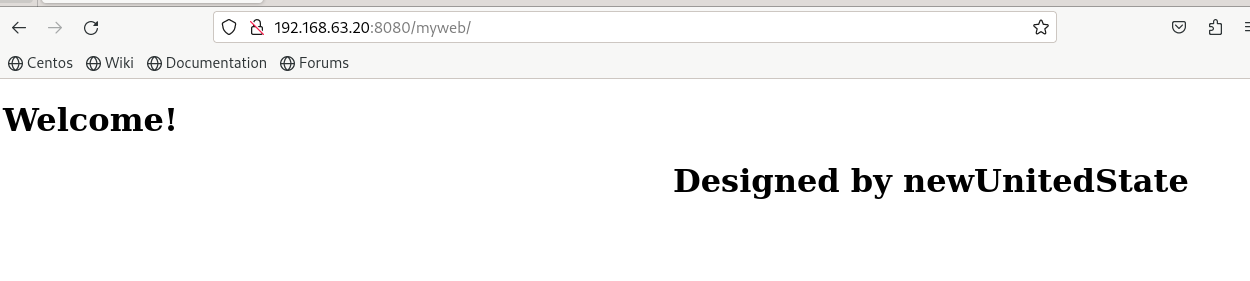 192.168.63.20:8080/myweb/
Centos Wiki Documentation Forums
Welcome!
Designed by newUnitedState